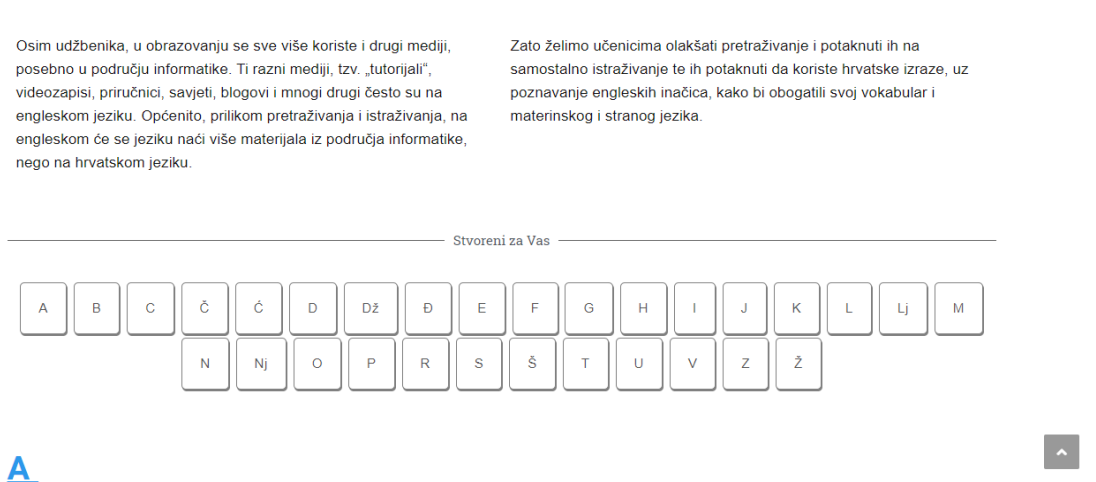 Osim udžbenika, u obrazovanju se sve više koriste i drugi mediji,
posebno u području informatike. Ti razni mediji, tzv. „tutorijali“,
videozapisi, priručnici, savjeti, blogovi i mnogi drugi često su na
engleskom jeziku. Općenito, prilikom pretraživanja i istraživanja, na
engleskom će se jeziku naći više materijala iz područja informatike,
nego na hrvatskom jeziku.
Zato želimo učenicima olakšati pretraživanje i potaknuti ih na
samostalno istraživanje te ih potaknuti da koriste hrvatske izraze, uz
poznavanje engleskih inačica, kako bi obogatili svoj vokabular i
materinskog i stranog jezika.
Stvoreni za Vas
A B C Č Ć D Dž Đ E F G H I J K L Lj M
N Nj O P R S Š T U V Z Ž
A